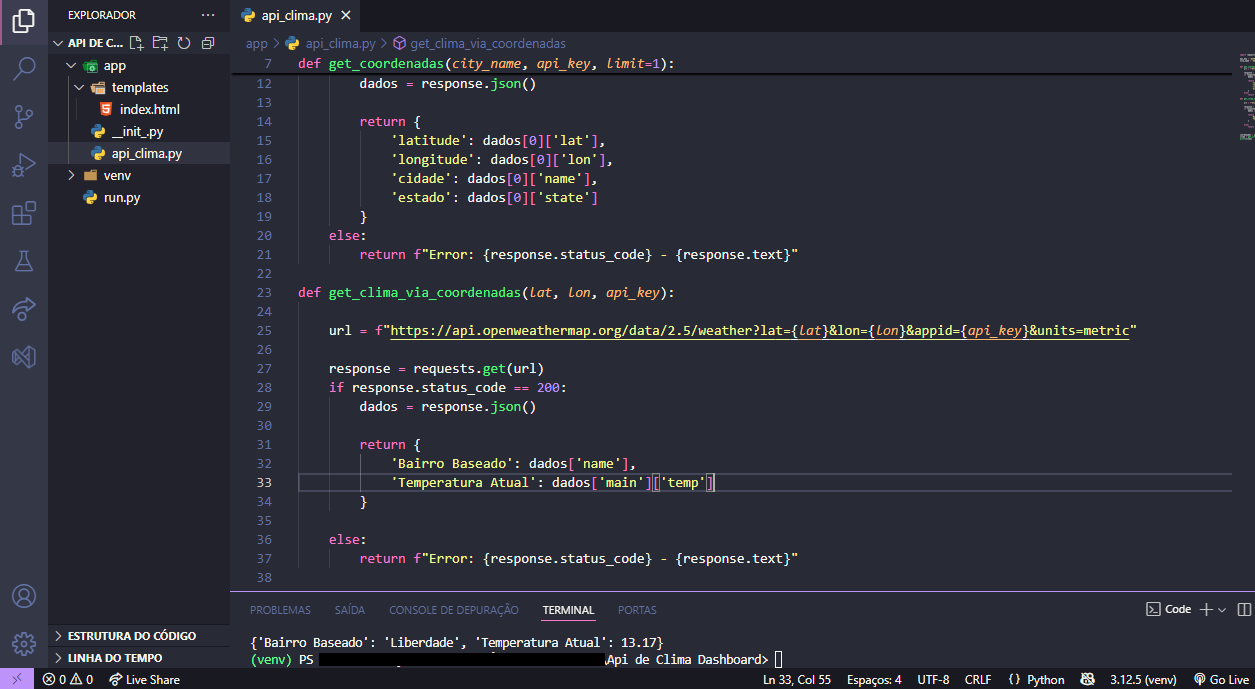 EXPLORADOR
API DE C...
app
templates
index.html
__init_.py
api_clima.py
venv
run.py
ESTRUTURA DO CÓDIGO
LINHA DO TEMPO
api_clima.py
app > api_clima.py > get_clima_via_coordenadas
7 def get_coordenadas(city_name, api_key, limit=1):
12 dados = response.json()
13
14 return {
15 'latitude': dados[0]['lat'],
16 'longitude': dados[0]['lon'],
17 'cidade': dados[0]['name'],
18 'estado': dados[0]['state']
19 }
20 else:
21 return f"Error: {response.status_code} - {response.text}"
22
23 def get_clima_via_coordenadas(lat, lon, api_key):
24
25 url = f"https://api.openweathermap.org/data/2.5/weather?lat={lat}&lon={lon}&appid={api_key}&units=metric"
26
27 response = requests.get(url)
28 if response.status_code == 200:
29 dados = response.json()
30
31 return {
32 'Bairro Baseado': dados['name'],
33 'Temperatura Atual': dados['main']['temp']
34 }
35
36 else:
37 return f"Error: {response.status_code} - {response.text}"
38
PROBLEMAS SAÍDA CONSOLE DE DEPURAÇÃO TERMINAL PORTAS Code
{'Bairro Baseado': 'Liberdade', 'Temperatura Atual': 13.17}
(venv) PS \Api de Clima Dashboard>
0 0 Live Share Ln 33, Col 55 Espaços: 4 UTF-8 CRLF {} Python 3.12.5 (venv) Go Live